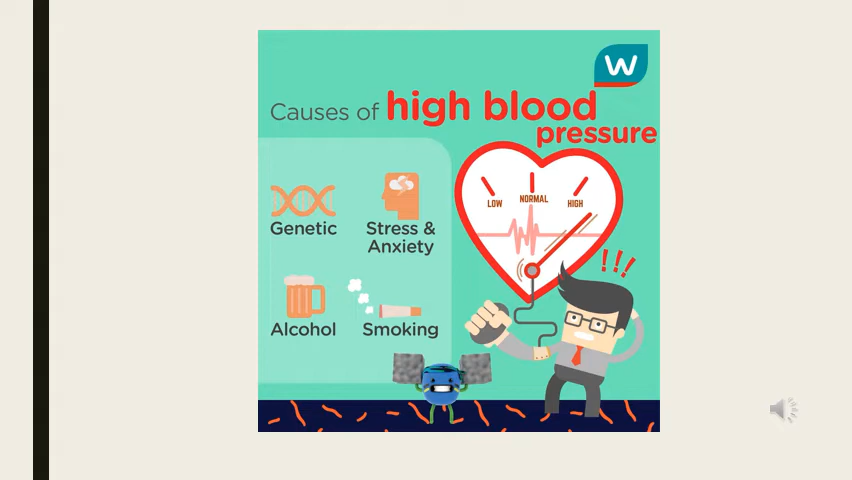 W
Causes of high blood
pressure
LOW NORMAL HIGH
Genetic
Stress &
Anxiety
!!!
Alcohol
Smoking